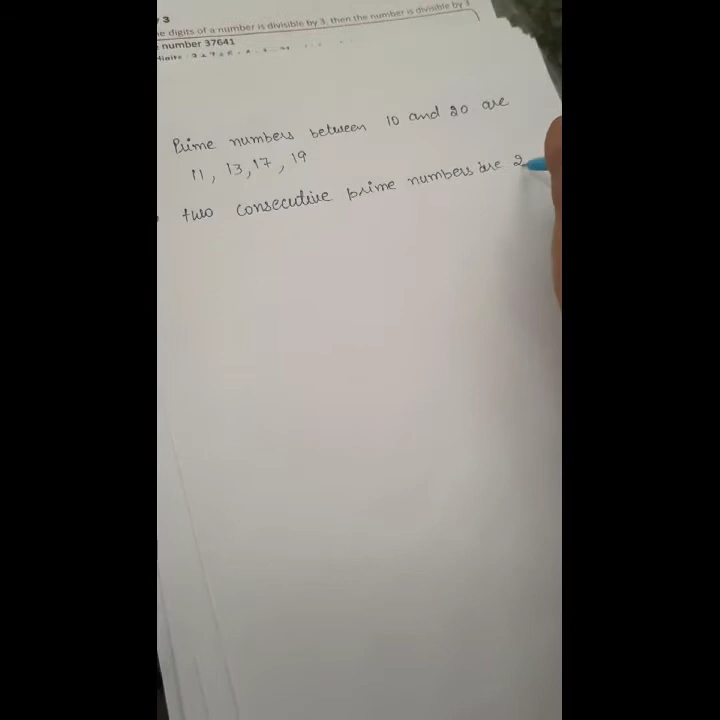 3
e digits of a number is divisible by 3, then the number is divisible by 3
number 37641
Prime numbers between 10 and 20 are
11, 13, 17, 19
two consecutive prime numbers are 2